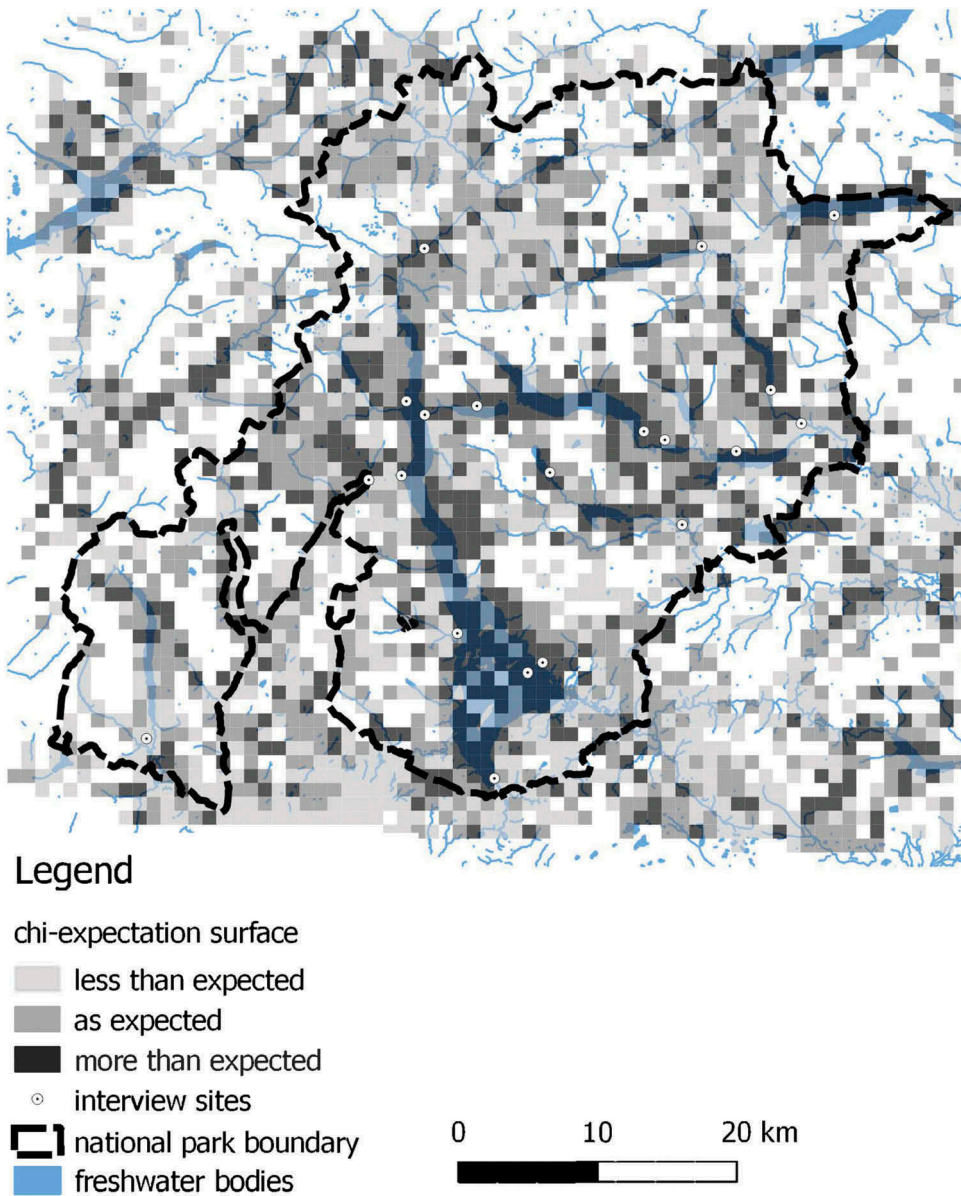 Legend
chi-expectation surface
less than expected
as expected
more than expected
interview sites
national park boundary
freshwater bodies
0 10 20 km